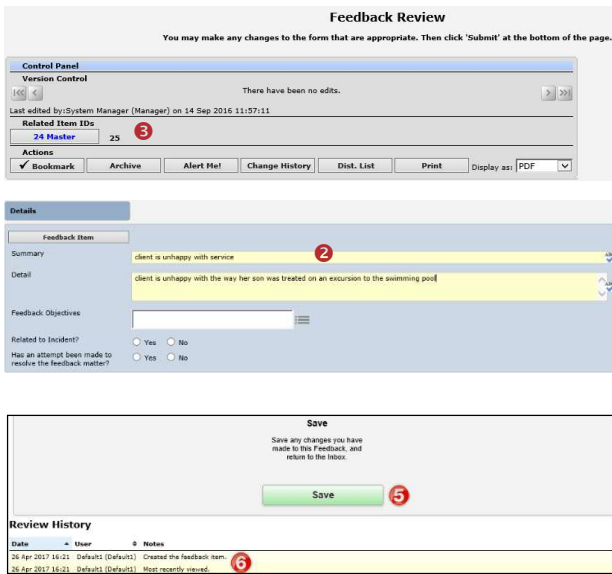 Feedback Review
You may make any changes to the form that are appropriate. Then click 'Submit' at the bottom of the page.
Control Panel
Version Control
There have been no edits.
Last edited by:System Manager (Manager) on 14 Sep 2016 11:57:11
Related Item IDs
24 Master 25 3
Actions
Bookmark Archive Alert Me! Change History Dist. List Print Display as: PDF
Details
Feedback Item
Summary client is unhappy with service 2
Detail client is unhappy with the way her son was treated on an excursion to the swimming pool
Feedback Objectives
Related to Incident? Yes No
Has an attempt been made to
resolve the feedback matter? Yes No
Save
Save any changes you have
made to this Feedback, and
return to the Inbox.
Save 5
Review History
Date User Notes
26 Apr 2017 16:21 Default1 (Default1) Created the feedback item.
26 Apr 2017 16:21 Default1 (Default1) Most recently viewed. 6